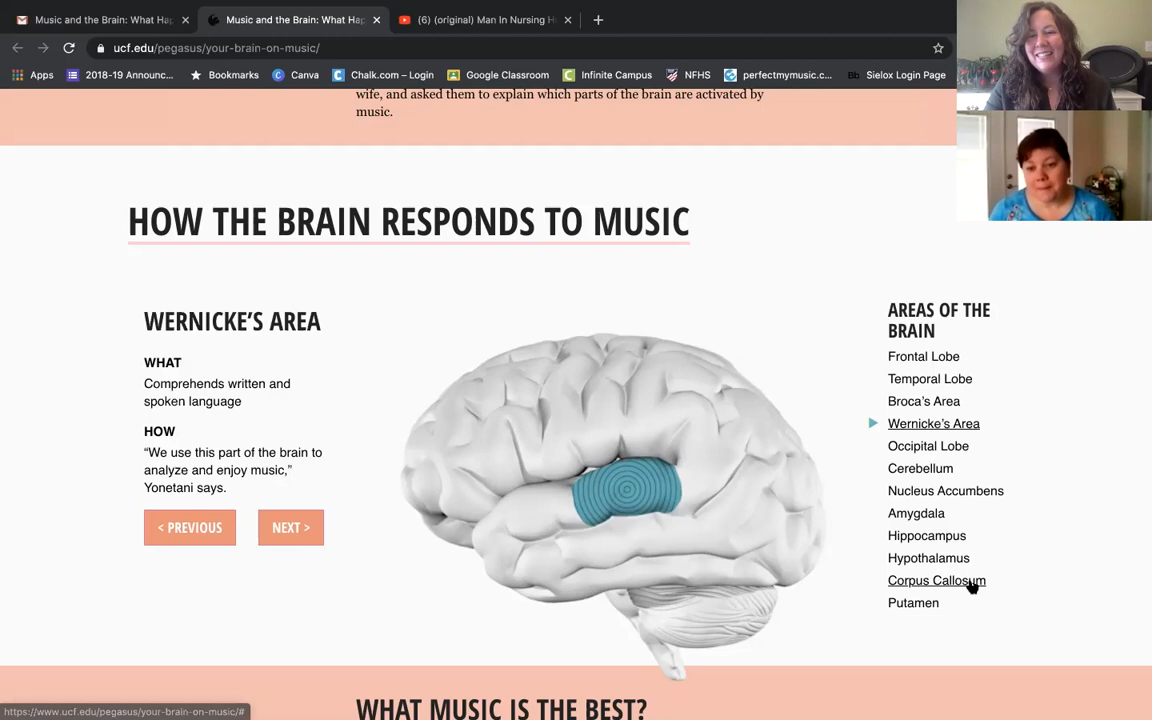 Music and the Brain: What Hap
Music and the Brain: What Hap
(6) (original) Man In Nursing H
ucf.edu/pegasus/your-brain-on-music/
Apps
2018-19 Announc...
Bookmarks
Canva
Chalk.com – Login
Google Classroom
Infinite Campus
NFHS
perfectmymusic.c...
Bb Sielox Login Page
wife, and asked them to explain which parts of the brain are activated by
music.
HOW THE BRAIN RESPONDS TO MUSIC
WERNICKE’S AREA
WHAT
Comprehends written and
spoken language
HOW
“We use this part of the brain to
analyze and enjoy music,”
Yonetani says.
< PREVIOUS
NEXT >
AREAS OF THE
BRAIN
Frontal Lobe
Temporal Lobe
Broca’s Area
Wernicke’s Area
Occipital Lobe
Cerebellum
Nucleus Accumbens
Amygdala
Hippocampus
Hypothalamus
Corpus Callosum
Putamen
WHAT MUSIC IS THE BEST?
https://www.ucf.edu/pegasus/your-brain-on-music/#